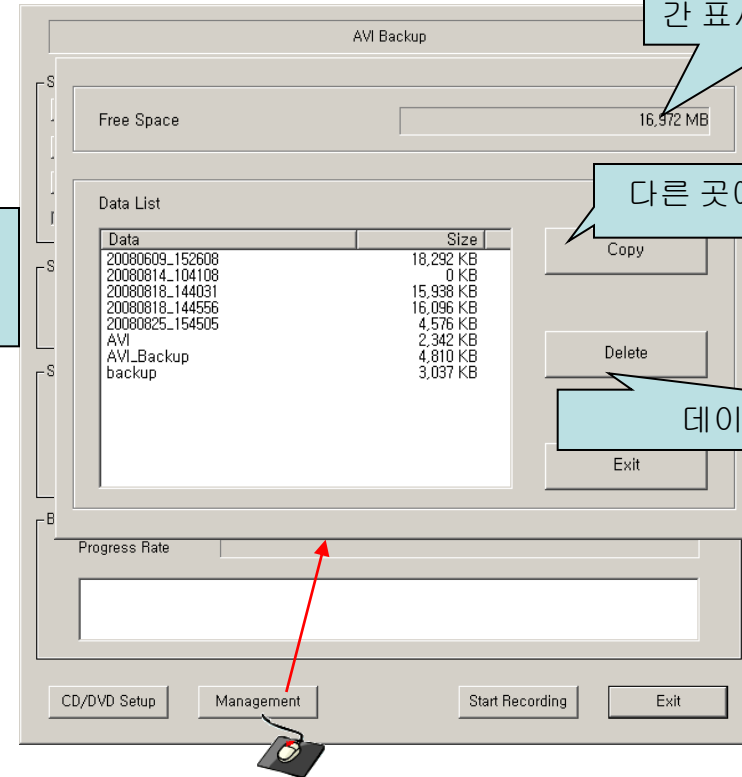 간 표시
AVI Backup
Free Space 16,972 MB
다른 곳에
Data List
Data Size
20080609_152608 18,292 KB
20080814_104108 0 KB
20080818_144031 15,938 KB
20080818_144556 16,096 KB
20080825_154505 4,576 KB
AVI 2,342 KB
AVI_Backup 4,810 KB
backup 3,037 KB
Copy
Delete
데이
Exit
Progress Rate
CD/DVD Setup Management Start Recording Exit